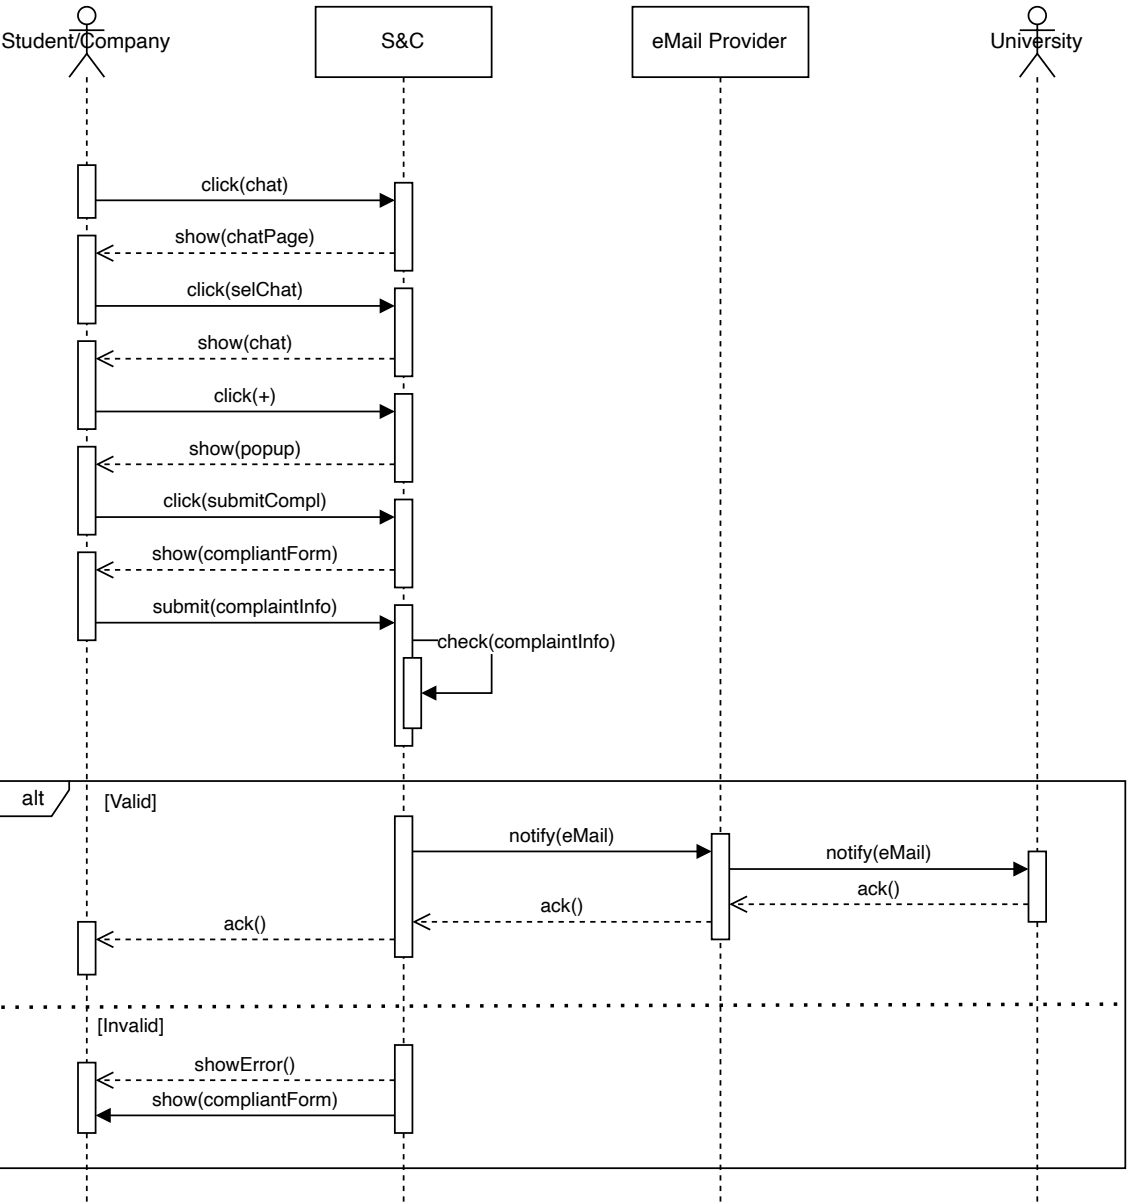 Student/Company
S&C
eMail Provider
University
click(chat)
show(chatPage)
click(selChat)
show(chat)
click(+)
show(popup)
click(submitCompl)
show(compliantForm)
submit(complaintInfo)
check(complaintInfo)
alt
[Valid]
notify(eMail)
notify(eMail)
ack()
ack()
ack()
[Invalid]
showError()
show(compliantForm)